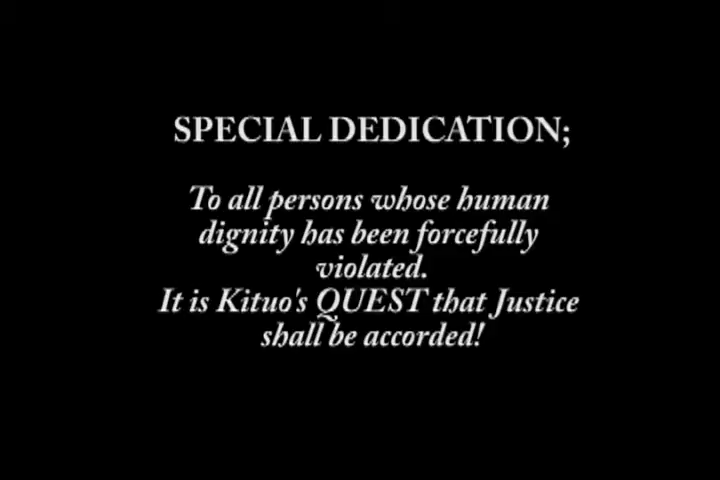 SPECIAL DEDICATION;
To all persons whose human
dignity has been forcefully
violated.
It is Kituo's QUEST that Justice
shall be accorded!